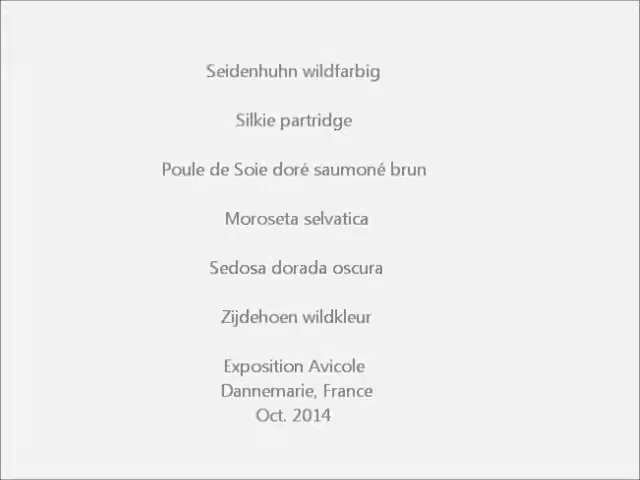 Seidenhuhn wildfarbig
Silkie partridge
Poule de Soie doré saumoné brun
Moroseta selvatica
Sedosa dorada oscura
Zijdehoen wildkleur
Exposition Avicole
Dannemarie, France
Oct. 2014